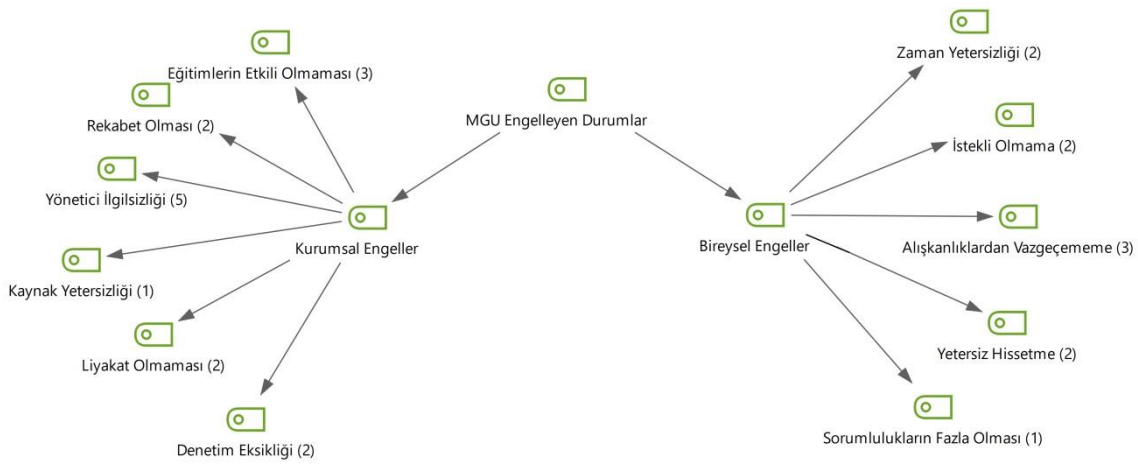 Zaman Yetersizliği (2)
Eğitimlerin Etkili Olmaması (3)
MGU Engelleyen Durumlar
Rekabet Olması (2)
İstekli Olmama (2)
Yönetici İlgilsizliği (5)
Kurumsal Engeller
Bireysel Engeller
Alışkanlıklardan Vazgeçememe (3)
Kaynak Yetersizliği (1)
Liyakat Olmaması (2)
Yetersiz Hissetme (2)
Denetim Eksikliği (2)
Sorumlulukların Fazla Olması (1)